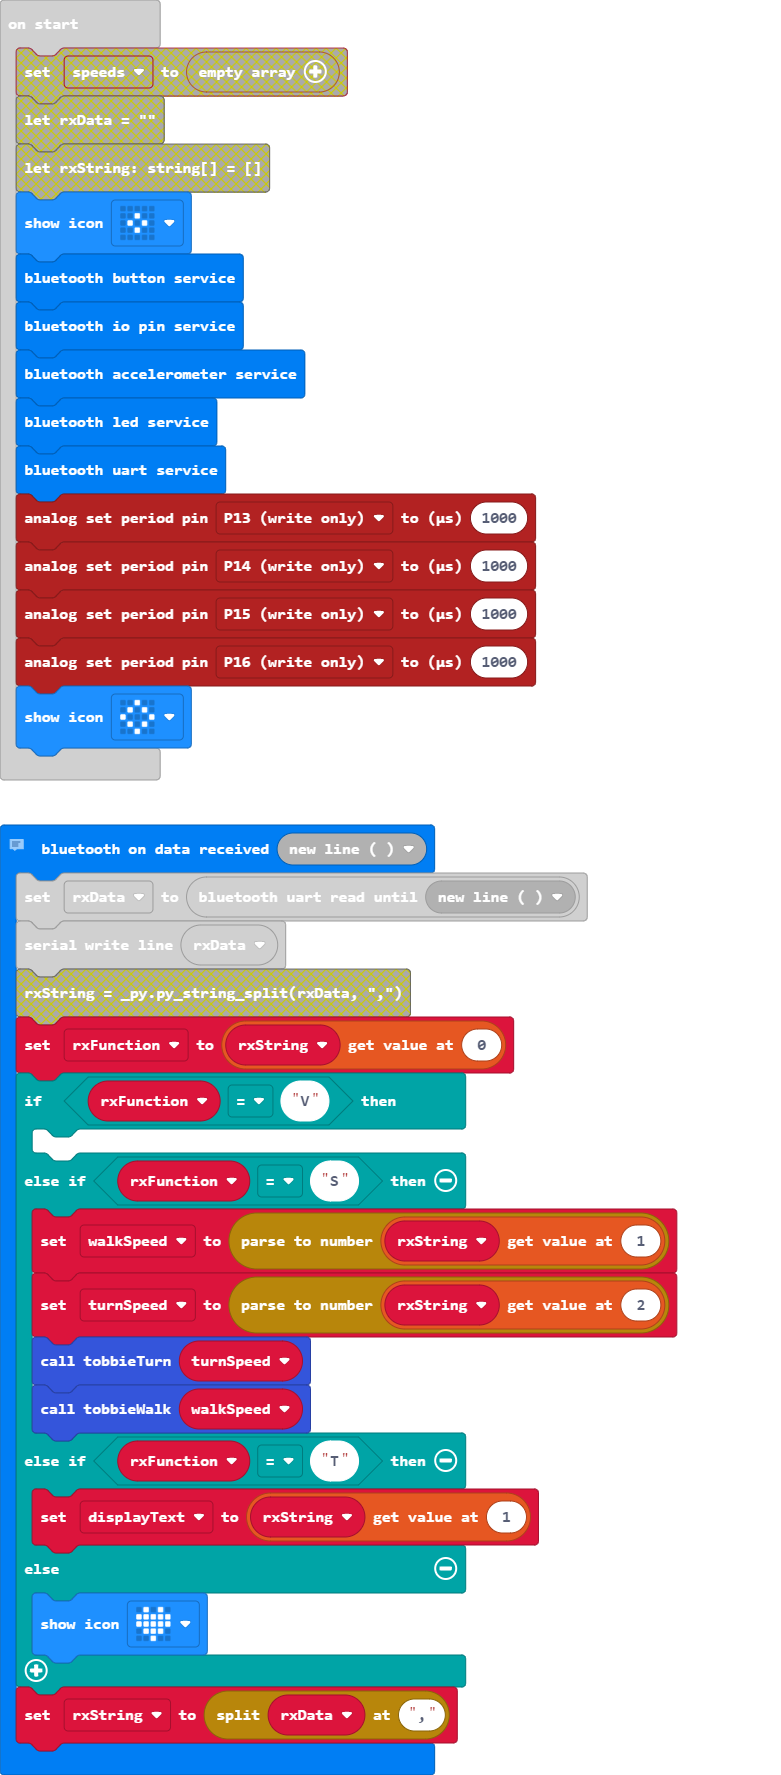 on start
set speeds to empty array
let rxData = ""
let rxString: string[] = []
show icon
bluetooth button service
bluetooth io pin service
bluetooth accelerometer service
bluetooth led service
bluetooth uart service
analog set period pin P13 (write only) to (µs) 1000
analog set period pin P14 (write only) to (µs) 1000
analog set period pin P15 (write only) to (µs) 1000
analog set period pin P16 (write only) to (µs) 1000
show icon
bluetooth on data received new line ( )
set rxData to bluetooth uart read until new line ( )
serial write line rxData
rxString = _py.py_string_split(rxData, ",")
set rxFunction to rxString get value at 0
if rxFunction = "V" then
else if rxFunction = "S" then
set walkSpeed to parse to number rxString get value at 1
set turnSpeed to parse to number rxString get value at 2
call tobbieTurn turnSpeed
call tobbieWalk walkSpeed
else if rxFunction = "T" then
set displayText to rxString get value at 1
else
show icon
set rxString to split rxData at ","